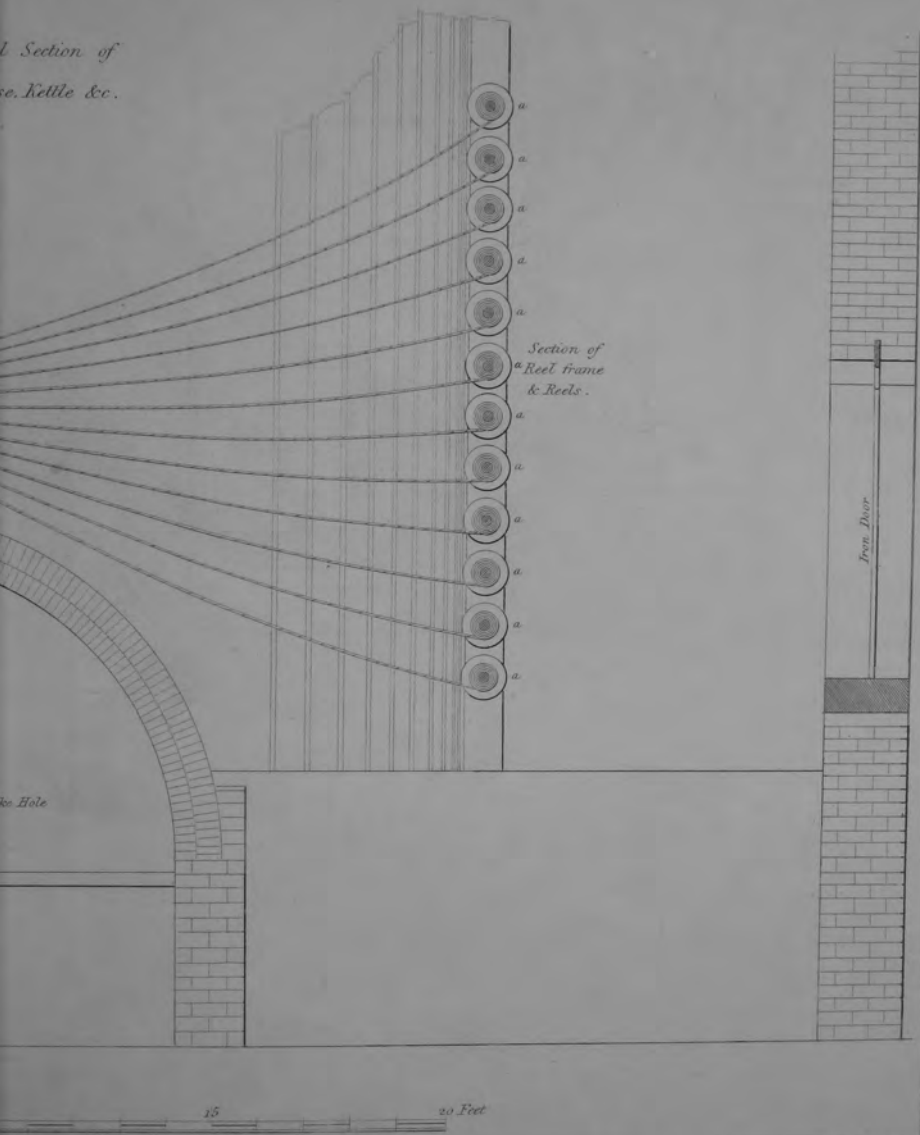 l Section of
se. Kettle &c.
a
a
a
a
a
a
Section of
Reel frame
& Reels.
a
a
a
a
a
a
Iron Door
ke Hole
15
20 Feet